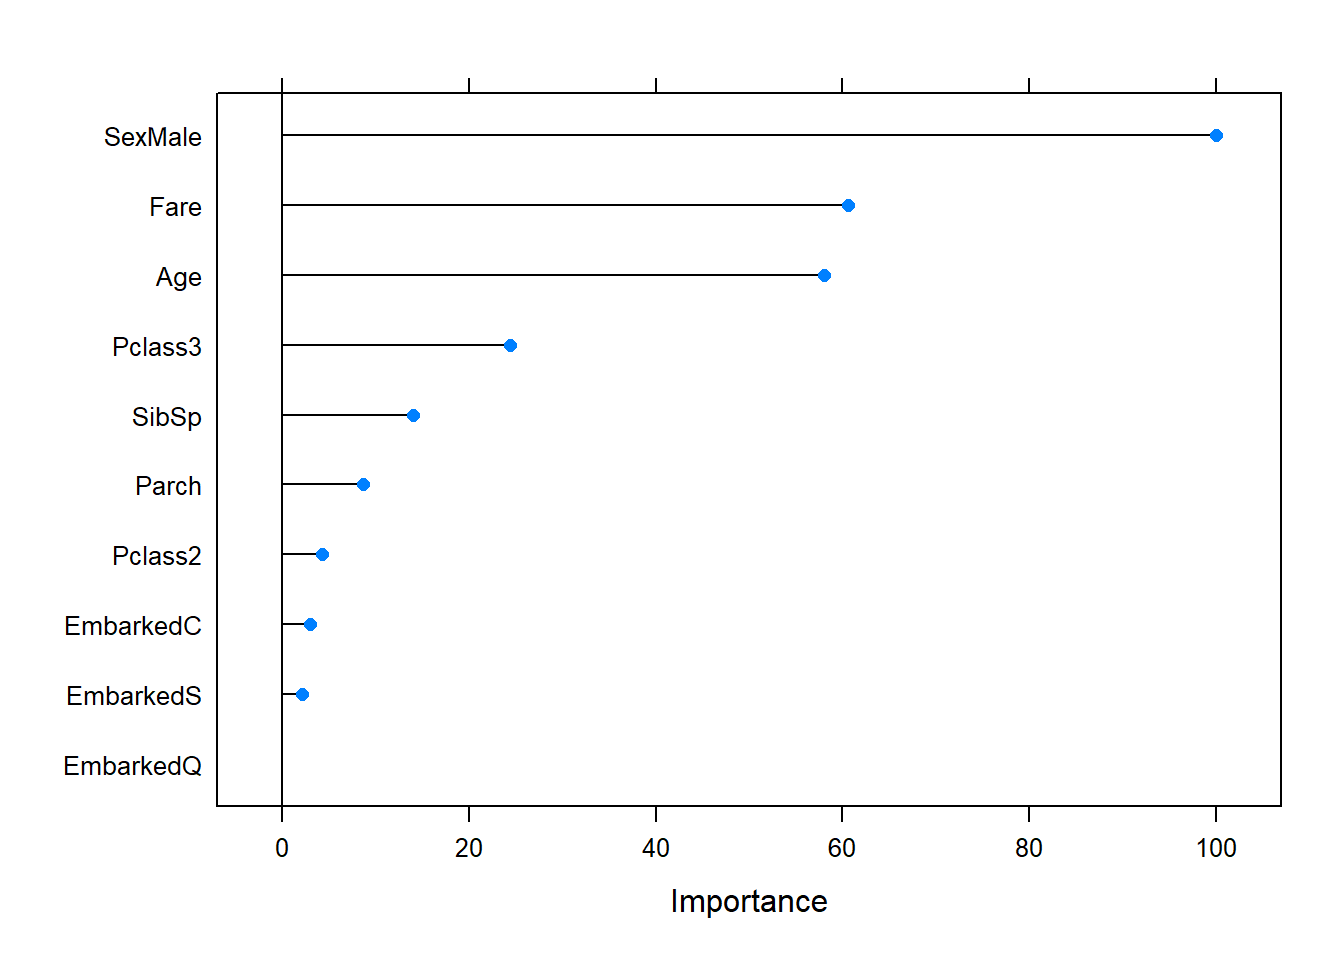 SexMale
Fare
Age
Pclass3
SibSp
Parch
Pclass2
EmbarkedC
EmbarkedS
EmbarkedQ
0 20 40 60 80 100
Importance